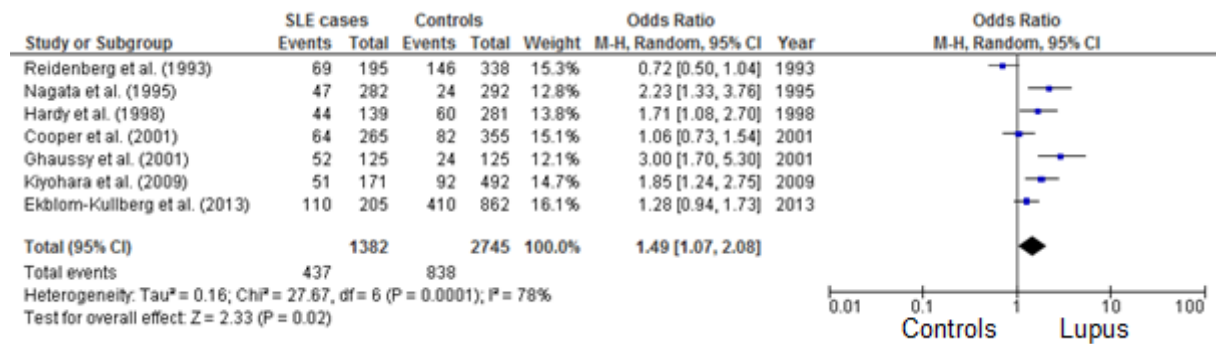 SLE cases Controls Odds Ratio Odds Ratio
Study or Subgroup Events Total Events Total Weight M-H, Random, 95% CI Year M-H, Random, 95% CI
Reidenberg et al. (1993) 69 195 146 338 15.3% 0.72 [0.50, 1.04] 1993
Nagata et al. (1995) 47 282 24 292 12.8% 2.23 [1.33, 3.76] 1995
Hardy et al. (1998) 44 139 60 281 13.8% 1.71 [1.08, 2.70] 1998
Cooper et al. (2001) 64 265 82 355 15.1% 1.06 [0.73, 1.54] 2001
Ghaussy et al. (2001) 52 125 24 125 12.1% 3.00 [1.70, 5.30] 2001
Kiyohara et al. (2009) 51 171 92 492 14.7% 1.85 [1.24, 2.75] 2009
Ekblom-Kullberg et al. (2013) 110 205 410 862 16.1% 1.28 [0.94, 1.73] 2013
Total (95% CI) 1382 2745 100.0% 1.49 [1.07, 2.08]
Total events 437 838
Heterogeneity: Tau² = 0.16; Chi² = 27.67, df = 6 (P = 0.0001); I² = 78%
Test for overall effect: Z = 2.33 (P = 0.02)
0.01 0.1 1 10 100
Controls Lupus